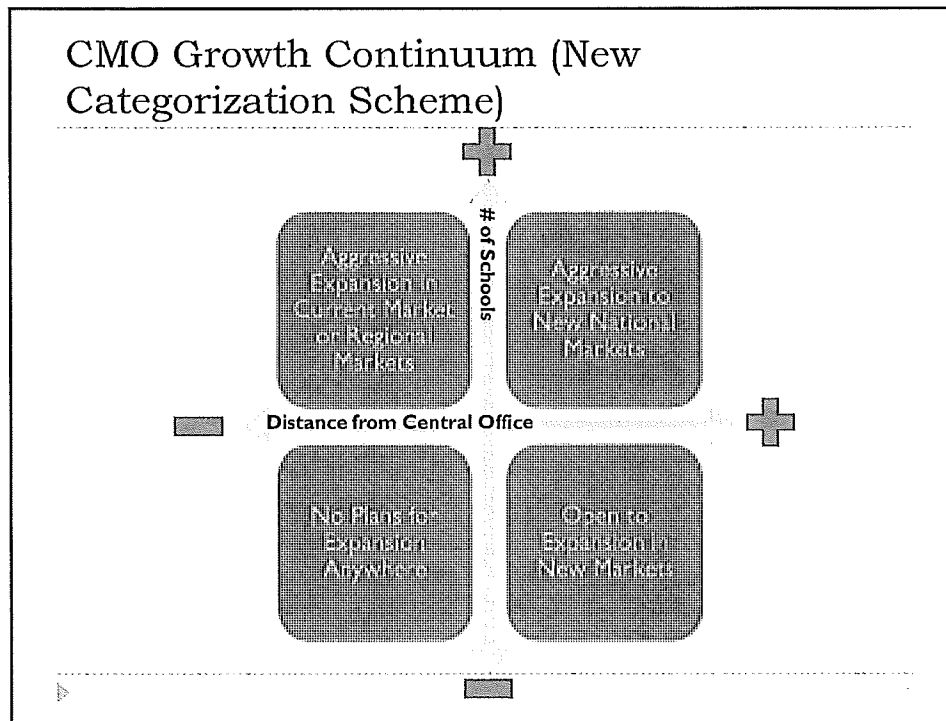 CMO Growth Continuum (New
Categorization Scheme)
# of Schools
Aggressive
Expansion in
Current Market
or Regional
Markets
Aggressive
Expansion to
New National
Markets
Distance from Central Office
No Plans for
Expansion
Anywhere
Open to
Expansion in
New Markets